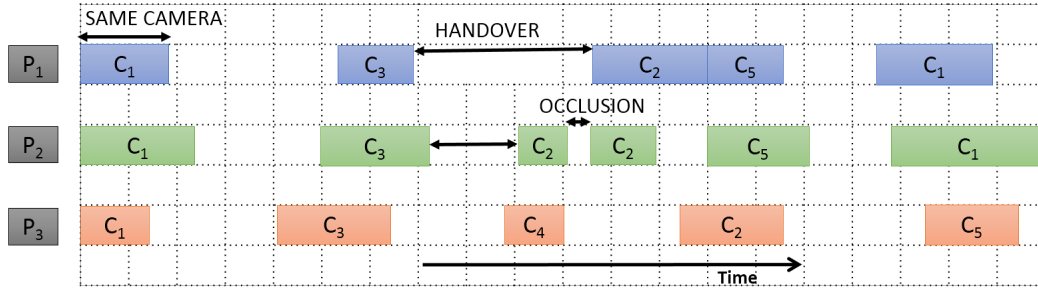 SAME CAMERA
HANDOVER
P₁ C₁ C₃ C₂ C₅ C₁
OCCLUSION
P₂ C₁ C₃ C₂ C₂ C₅ C₁
P₃ C₁ C₃ C₄ C₂ C₅
Time